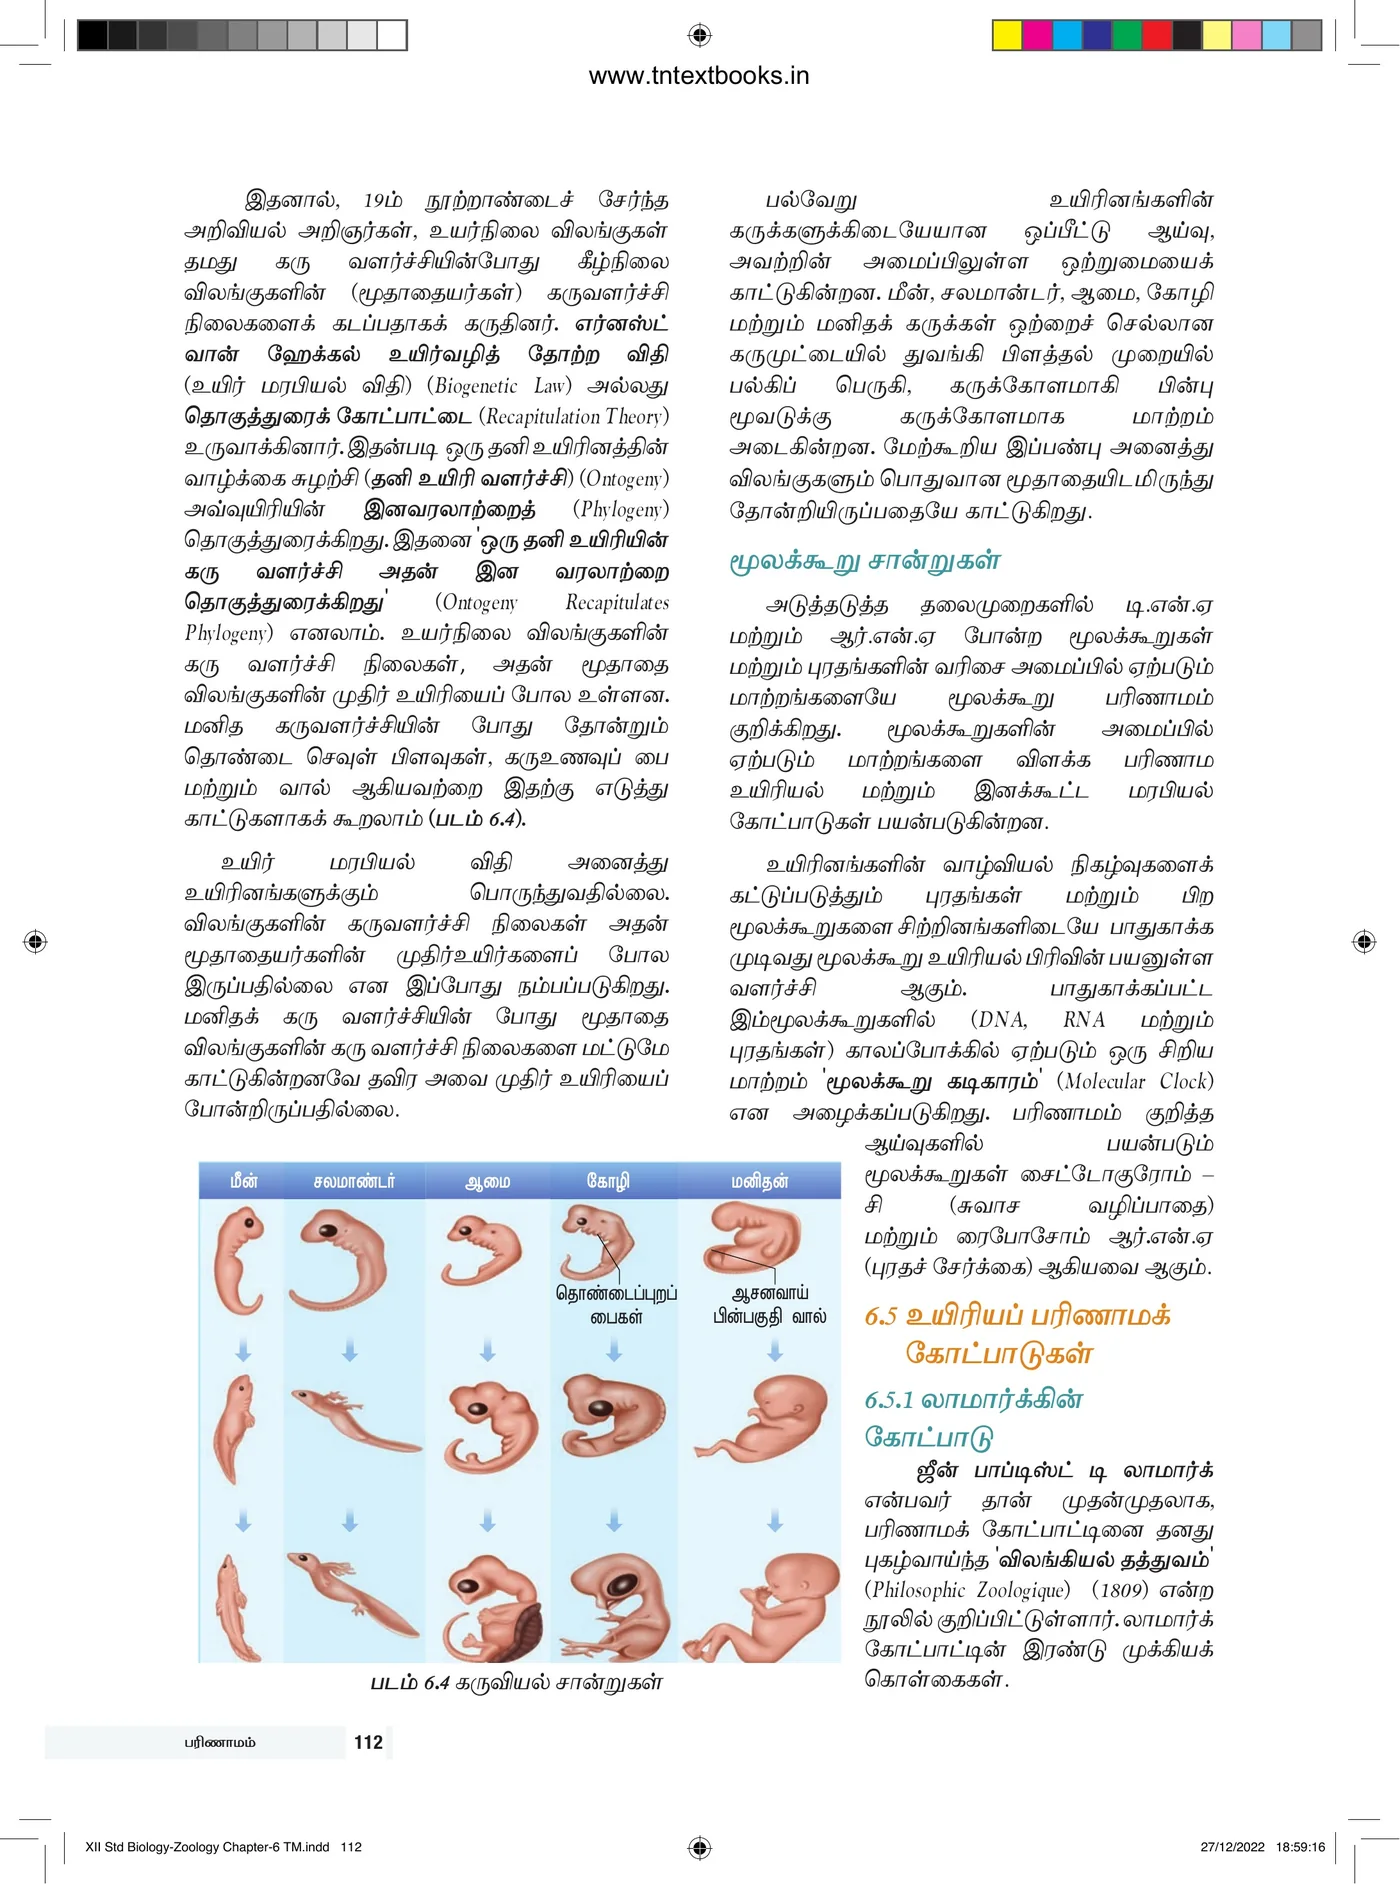 www.tntextbooks.in
இதனால், 19ம் நூற்றாண்டைச் சேர்ந்த
அறிவியல் அறிஞர்கள், உயர்நிலை விலங்குகள்
தமது கரு வளர்ச்சியின்போது கீழ்நிலை
விலங்குகளின் (மூதாதையர்கள்) கருவளர்ச்சி
நிலைகளைக் கடப்பதாகக் கருதினர். எர்னஸ்ட்
வான் ஹேக்கல் உயிர்வழித் தோற்ற விதி
(உயிர் மரபியல் விதி) (Biogenetic Law) அல்லது
தொகுத்துரைக் கோட்பாட்டை (Recapitulation Theory)
உருவாக்கினார். இதன்படி ஒரு தனி உயிரினத்தின்
வாழ்க்கை சுழற்சி (தனி உயிரி வளர்ச்சி) (Ontogeny)
அவ்வுயிரியின் இனவரலாற்றைத் (Phylogeny)
தொகுத்துரைக்கிறது. இதனை 'ஒரு தனி உயிரியின்
கரு வளர்ச்சி அதன் இன வரலாற்றை
தொகுத்துரைக்கிறது' (Ontogeny Recapitulates
Phylogeny) எனலாம். உயர்நிலை விலங்குகளின்
கரு வளர்ச்சி நிலைகள், அதன் மூதாதை
விலங்குகளின் முதிர் உயிரியைப் போல உள்ளன.
மனித கருவளர்ச்சியின் போது தோன்றும்
தொண்டை செவுள் பிளவுகள், கருஉணவுப் பை
மற்றும் வால் ஆகியவற்றை இதற்கு எடுத்து
காட்டுகளாகக் கூறலாம் (படம் 6.4).
உயிர் மரபியல் விதி அனைத்து
உயிரினங்களுக்கும் பொருந்துவதில்லை.
விலங்குகளின் கருவளர்ச்சி நிலைகள் அதன்
மூதாதையர்களின் முதிர்உயிர்களைப் போல
இருப்பதில்லை என இப்போது நம்பப்படுகிறது.
மனிதக் கரு வளர்ச்சியின் போது மூதாதை
விலங்குகளின் கரு வளர்ச்சி நிலைகளை மட்டுமே
காட்டுகின்றனவே தவிர அவை முதிர் உயிரியைப்
போன்றிருப்பதில்லை.
மீன் சலமாண்டர் ஆமை கோழி மனிதன்
தொண்டைப்புறப் பைகள்
ஆசனவாய் பின்பகுதி வால்
படம் 6.4 கருவியல் சான்றுகள்
பல்வேறு உயிரினங்களின்
கருக்களுக்கிடையேயான ஒப்பீட்டு ஆய்வு,
அவற்றின் அமைப்பிலுள்ள ஒற்றுமையைக்
காட்டுகின்றன. மீன், சலமான்டர், ஆமை, கோழி
மற்றும் மனிதக் கருக்கள் ஒற்றைச் செல்லான
கருமுட்டையில் துவங்கி பிளத்தல் முறையில்
பல்கிப் பெருகி, கருக்கோளமாகி பின்பு
மூவடுக்கு கருக்கோளமாக மாற்றம்
அடைகின்றன. மேற்கூறிய இப்பண்பு அனைத்து
விலங்குகளும் பொதுவான மூதாதையிடமிருந்து
தோன்றியிருப்பதையே காட்டுகிறது.
மூலக்கூறு சான்றுகள்
அடுத்தடுத்த தலைமுறைகளில் டி.என்.ஏ
மற்றும் ஆர்.என்.ஏ போன்ற மூலக்கூறுகள்
மற்றும் புரதங்களின் வரிசை அமைப்பில் ஏற்படும்
மாற்றங்களையே மூலக்கூறு பரிணாமம்
குறிக்கிறது. மூலக்கூறுகளின் அமைப்பில்
ஏற்படும் மாற்றங்களை விளக்க பரிணாம
உயிரியல் மற்றும் இனக்கூட்ட மரபியல்
கோட்பாடுகள் பயன்படுகின்றன.
உயிரினங்களின் வாழ்வியல் நிகழ்வுகளைக்
கட்டுப்படுத்தும் புரதங்கள் மற்றும் பிற
மூலக்கூறுகளை சிற்றினங்களிடையே பாதுகாக்க
முடிவது மூலக்கூறு உயிரியல் பிரிவின் பயனுள்ள
வளர்ச்சி ஆகும். பாதுகாக்கப்பட்ட
இம்மூலக்கூறுகளில் (DNA, RNA மற்றும்
புரதங்கள்) காலப்போக்கில் ஏற்படும் ஒரு சிறிய
மாற்றம் 'மூலக்கூறு கடிகாரம்' (Molecular Clock)
என அழைக்கப்படுகிறது. பரிணாமம் குறித்த
ஆய்வுகளில் பயன்படும்
மூலக்கூறுகள் சைட்டோகுரோம் –
சி (சுவாச வழிப்பாதை)
மற்றும் ரைபோசோம் ஆர்.என்.ஏ
(புரதச் சேர்க்கை) ஆகியவை ஆகும்.
6.5 உயிரியப் பரிணாமக்
கோட்பாடுகள்
6.5.1 லாமார்க்கின்
கோட்பாடு
ஜீன் பாப்டிஸ்ட் டி லாமார்க்
என்பவர் தான் முதன்முதலாக,
பரிணாமக் கோட்பாட்டினை தனது
புகழ்வாய்ந்த 'விலங்கியல் தத்துவம்'
(Philosophic Zoologique) (1809) என்ற
நூலில் குறிப்பிட்டுள்ளார். லாமார்க்
கோட்பாட்டின் இரண்டு முக்கியக்
கொள்கைகள்.
பரிணாமம் 112
XII Std Biology-Zoology Chapter-6 TM.indd 112
27/12/2022 18:59:16